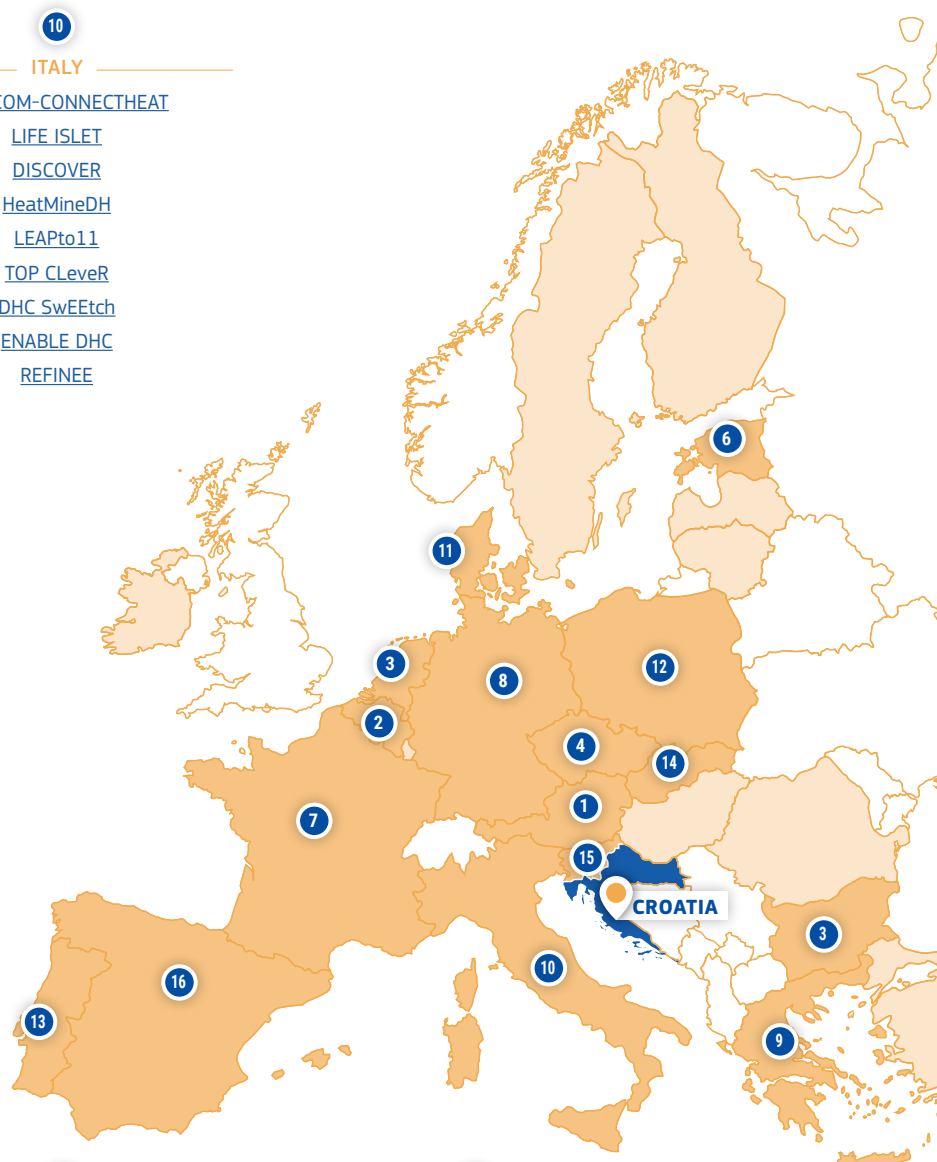 10
ITALY
COM-CONNECTHEAT
LIFE ISLET
DISCOVER
HeatMineDH
LEAPto11
TOP CLeveR
DHC SwEEtch
ENABLE DHC
REFINEE
6
11
3
8
12
2
4
14
1
7
15
CROATIA
3
10
16
13
9